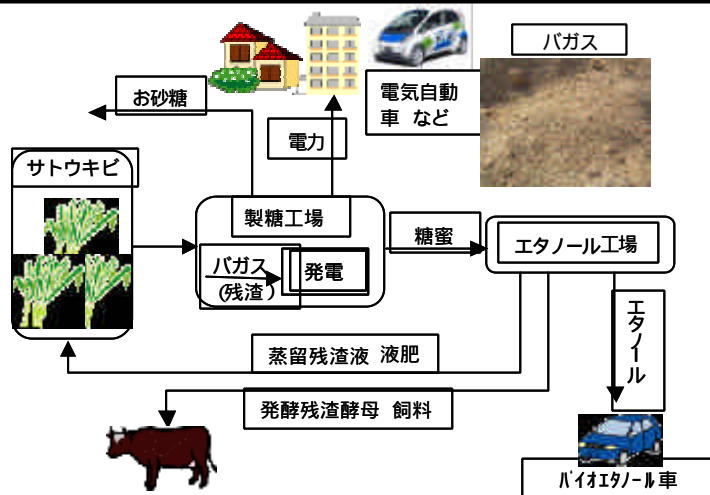 バガス
お砂糖
電気自動
車 など
電力
サトウキビ
製糖工場
糖蜜
エタノール工場
バガス
(残渣)
発電
エタノール
蒸留残渣液 液肥
発酵残渣酵母 飼料
ﾊﾞｲｵｴﾀﾉｰﾙ車